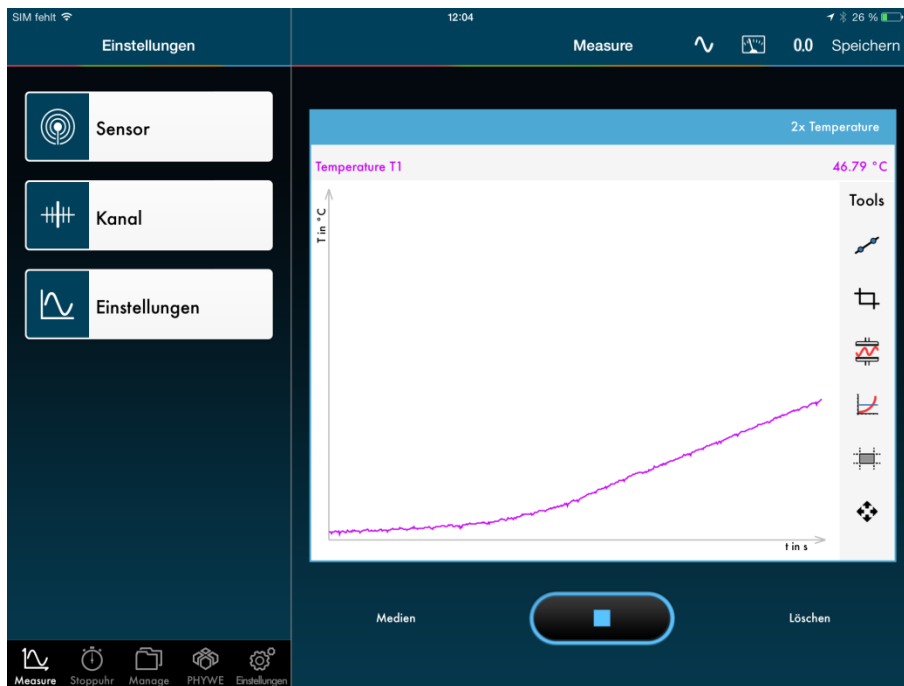 SIM fehlt 12:04 26 %
Einstellungen
Measure 0.0 Speichern
Sensor
Kanal
Einstellungen
2x Temperature
Temperature T1 46.79 °C
T in °C
Tools
t in s
Medien Löschen
Measure Stoppuhr Manage PHYWE Einstellungen